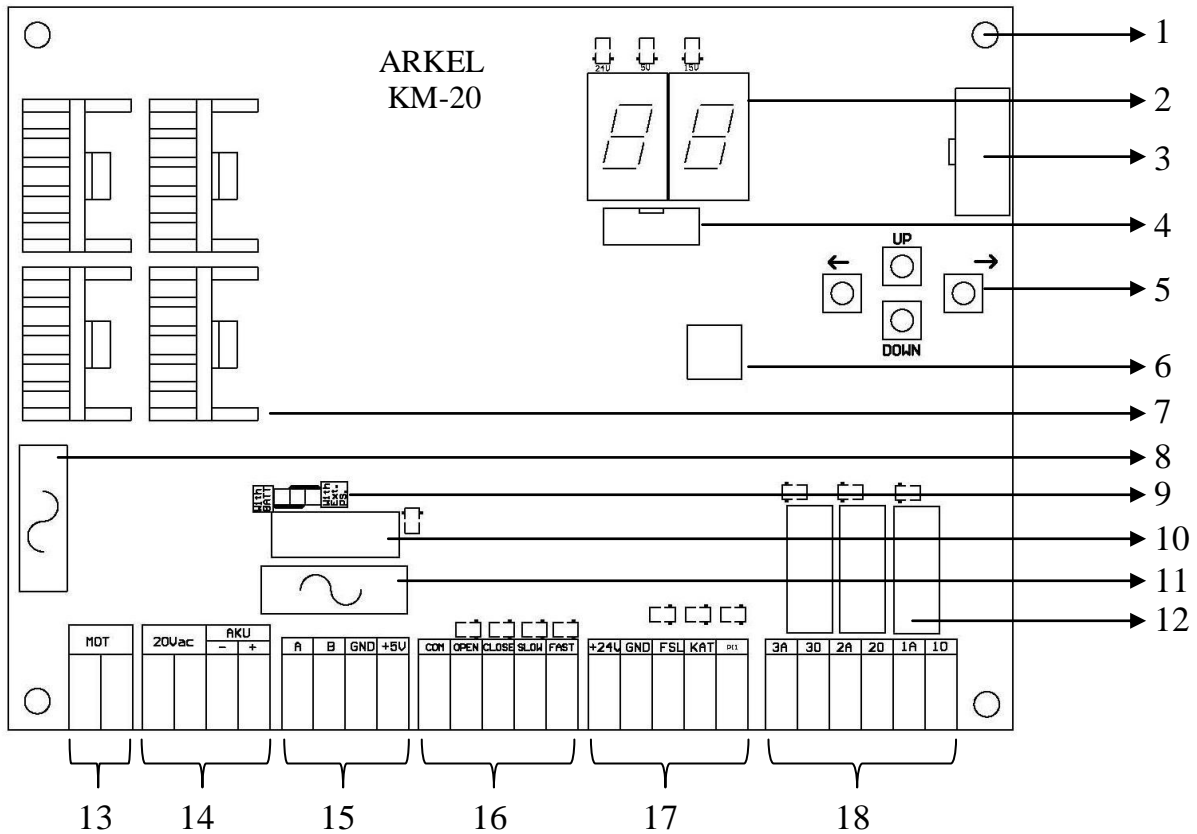 ARKEL
KM-20
24V 5V 15V
1
2
3
4
UP
← →
5
DOWN
6
7
8
With BATT
With Ext. PS.
9
10
11
12
MOT
20Vac
AKU
- +
A B GND +5V
COM OPEN CLOSE SLOW FAST
+24V GND FSL KAT
3A 3O 2A 2O 1A 1O
13 14 15 16 17 18